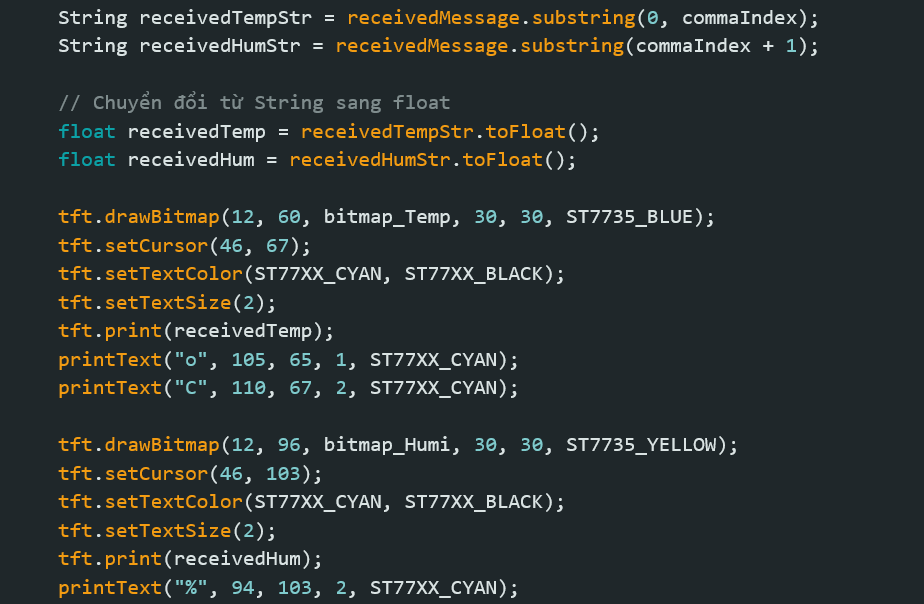 String receivedTempStr = receivedMessage.substring(0, commaIndex);
String receivedHumStr = receivedMessage.substring(commaIndex + 1);
// Chuyển đổi từ String sang float
float receivedTemp = receivedTempStr.toFloat();
float receivedHum = receivedHumStr.toFloat();
tft.drawBitmap(12, 60, bitmap_Temp, 30, 30, ST7735_BLUE);
tft.setCursor(46, 67);
tft.setTextColor(ST77XX_CYAN, ST77XX_BLACK);
tft.setTextSize(2);
tft.print(receivedTemp);
printText("o", 105, 65, 1, ST77XX_CYAN);
printText("C", 110, 67, 2, ST77XX_CYAN);
tft.drawBitmap(12, 96, bitmap_Humi, 30, 30, ST7735_YELLOW);
tft.setCursor(46, 103);
tft.setTextColor(ST77XX_CYAN, ST77XX_BLACK);
tft.setTextSize(2);
tft.print(receivedHum);
printText("%", 94, 103, 2, ST77XX_CYAN);